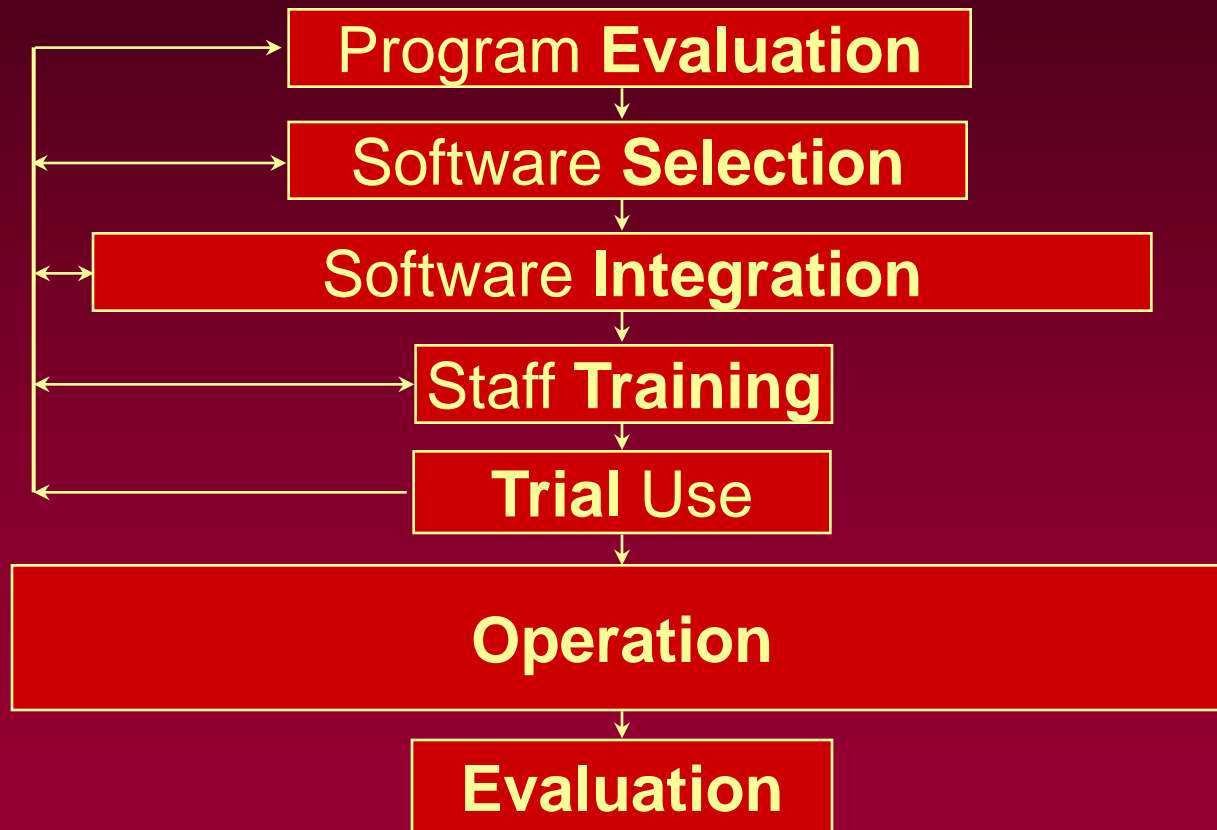 Program Evaluation
Software Selection
Software Integration
Staff Training
Trial Use
Operation
Evaluation